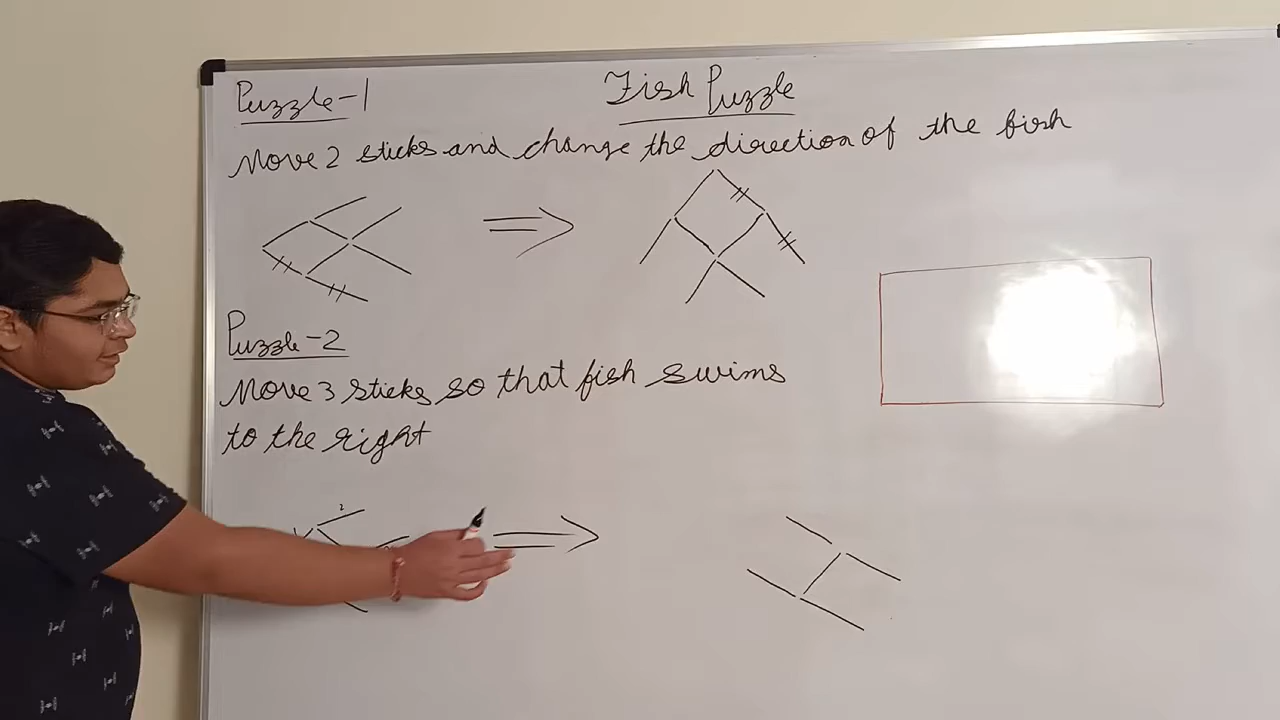 Puzzle-1
Fish Puzzle
Move 2 sticks and change the direction of the fish
Puzzle-2
Move 3 sticks so that fish swims
to the right
2